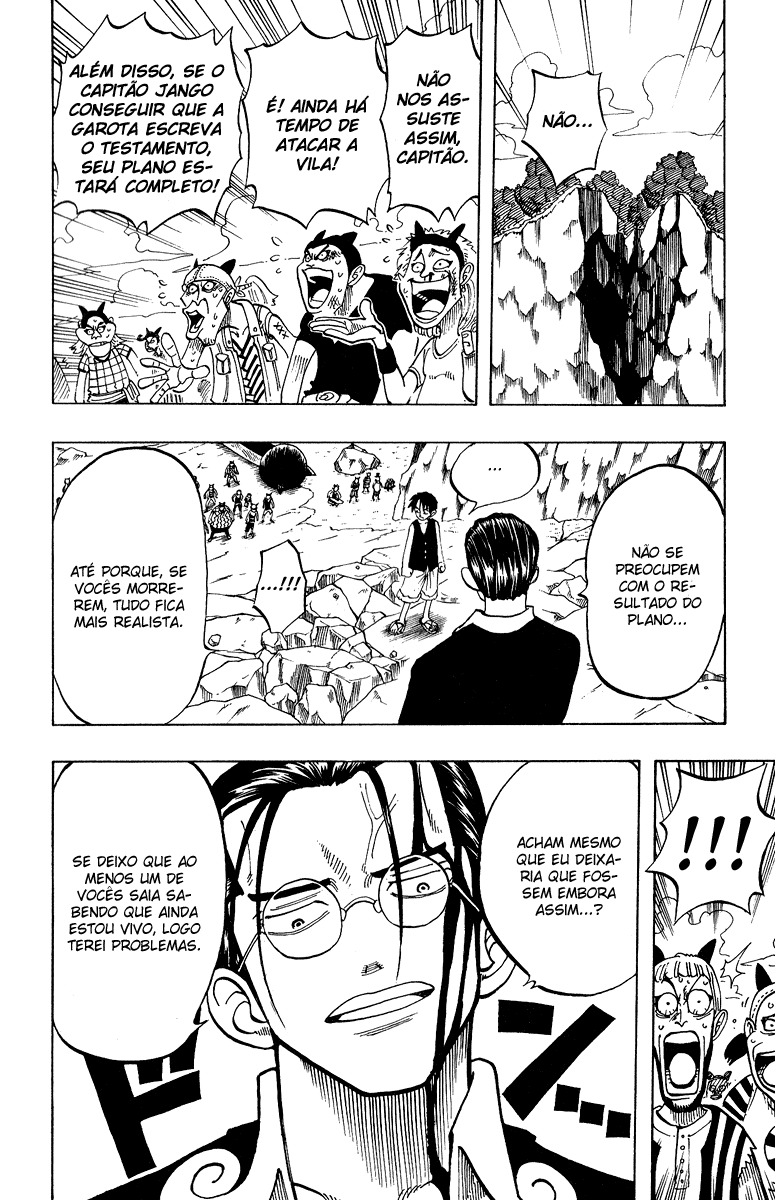 NÃO...
NÃO
NOS AS-
SUSTE
ASSIM,
CAPITÃO.
É! AINDA HÁ
TEMPO DE
ATACAR A
VILA!
ALÉM DISSO, SE O
CAPITÃO JANGO
CONSEGUIR QUE A
GAROTA ESCREVA
O TESTAMENTO,
SEU PLANO ES-
TARÁ COMPLETO!
NÃO SE
PREOCUPEM
COM O RE-
SULTADO DO
PLANO...
...
...!!!
ATÉ PORQUE, SE
VOCÊS MORRE-
REM, TUDO FICA
MAIS REALISTA.
!!!
ACHAM MESMO
QUE EU DEIXA-
RIA QUE FOS-
SEM EMBORA
ASSIM...?
SE DEIXO QUE AO
MENOS UM DE
VOCÊS SAIA SA-
BENDO QUE AINDA
ESTOU VIVO, LOGO
TEREI PROBLEMAS.
ドン...